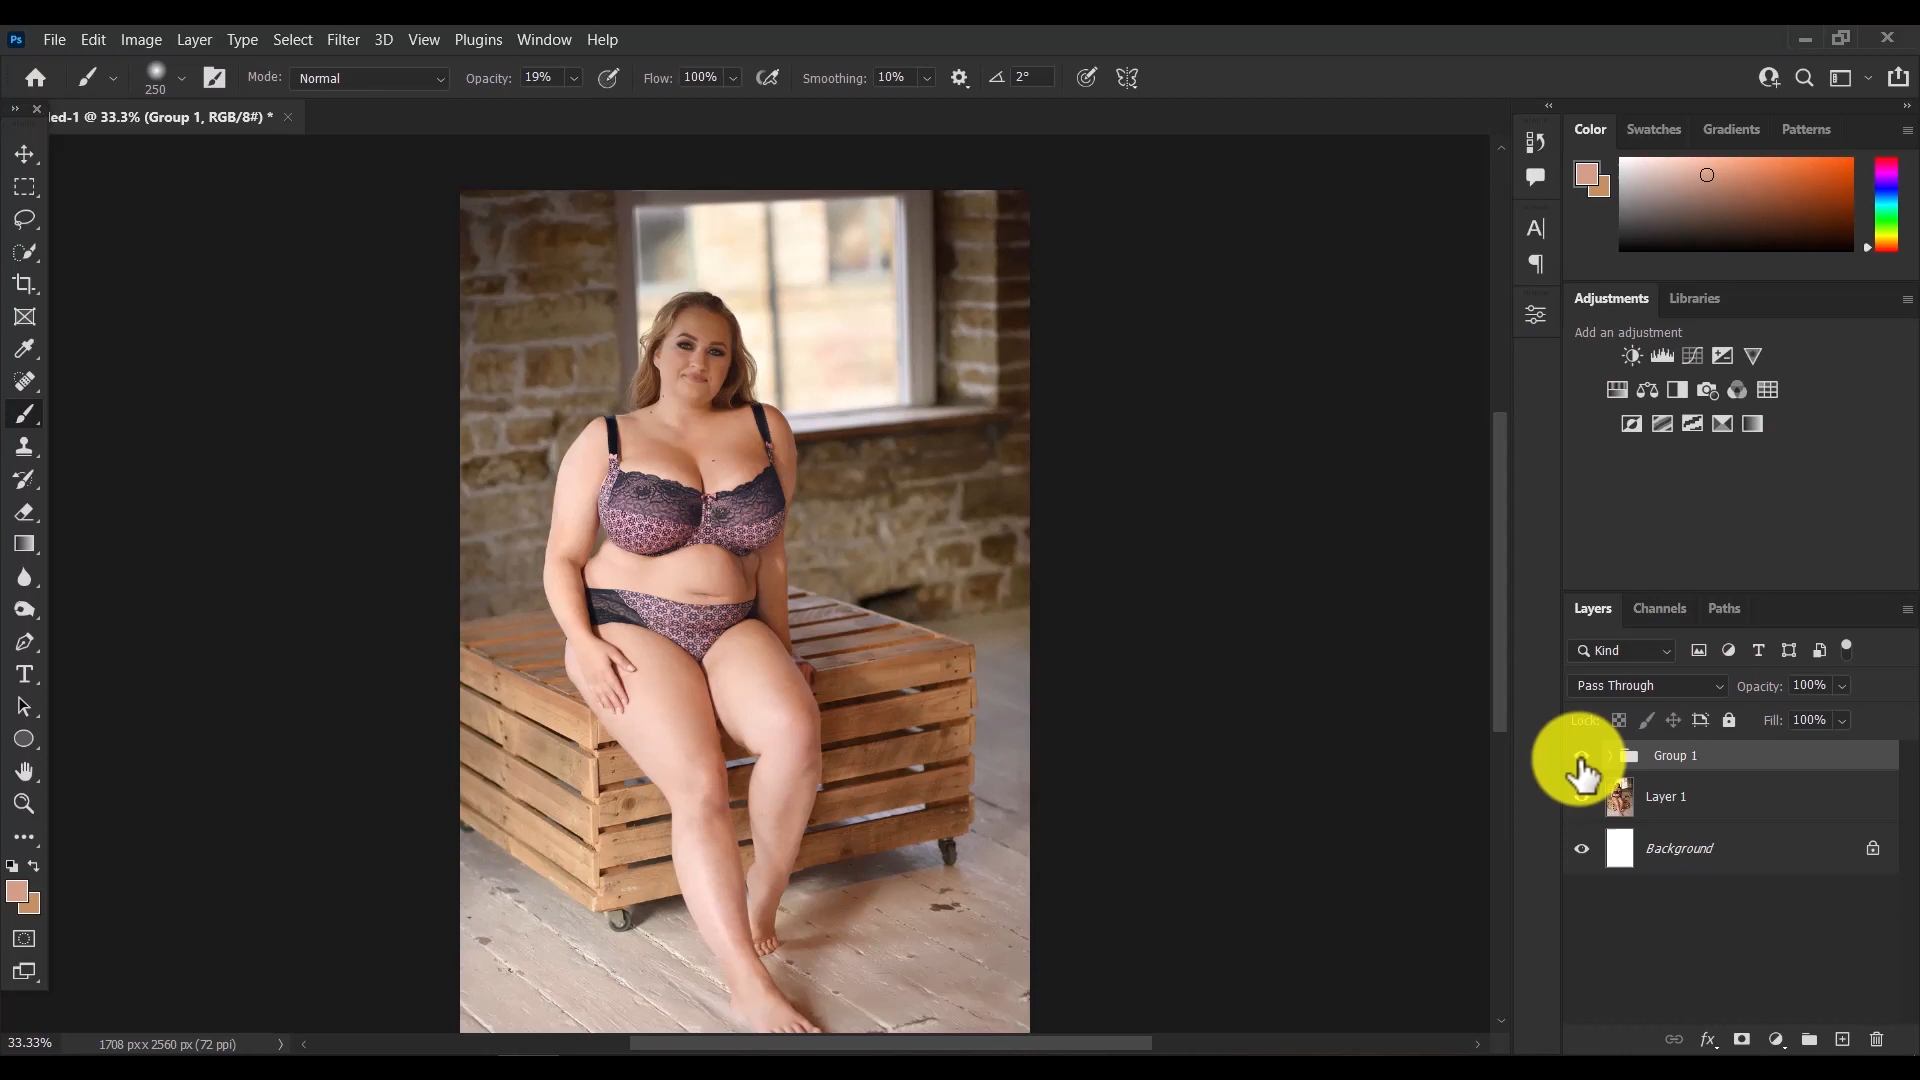 Ps File Edit Image Layer Type Select Filter 3D View Plugins Window Help
250 Mode: Normal Opacity: 19% Flow: 100% Smoothing: 10% 2°
led-1 @ 33.3% (Group 1, RGB/8#) *
Color Swatches Gradients Patterns
Adjustments Libraries
Add an adjustment
Layers Channels Paths
Kind
Pass Through Opacity: 100%
Lock: Fill: 100%
Group 1
Layer 1
Background
33.33% 1708 px x 2560 px (72 ppi)